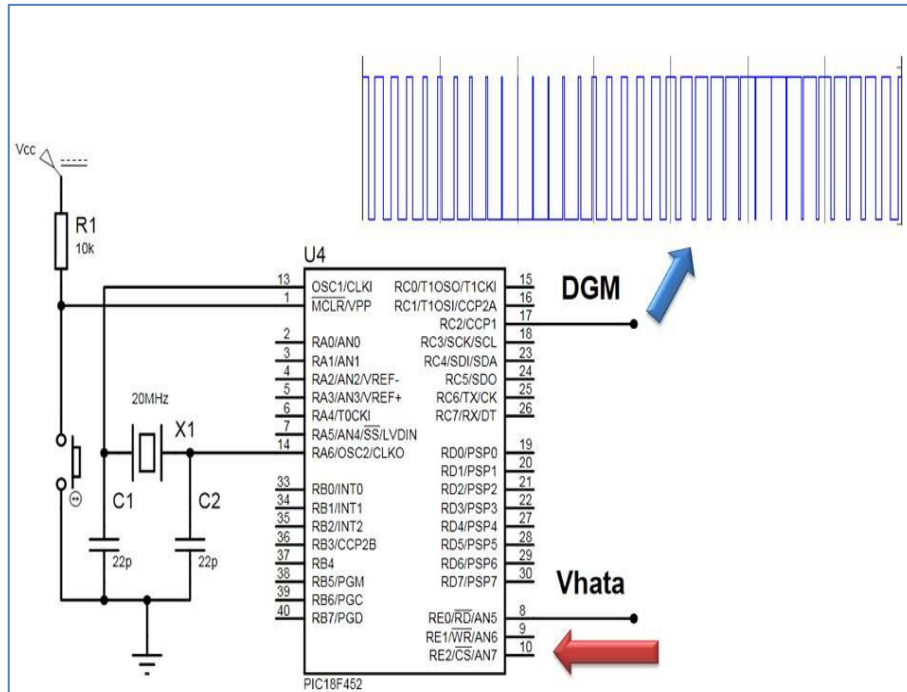 Vcc
R1
10k
U4
DGM
13 OSC1/CLKI RC0/T1OSO/T1CKI 15
1 MCLR/VPP RC1/T1OSI/CCP2A 16
RC2/CCP1 17
2 RA0/AN0 RC3/SCK/SCL 18
3 RA1/AN1 RC4/SDI/SDA 23
4 RA2/AN2/VREF- RC5/SDO 24
5 RA3/AN3/VREF+ RC6/TX/CK 25
6 RA4/T0CKI RC7/RX/DT 26
7 RA5/AN4/SS/LVDIN
14 RA6/OSC2/CLKO RD0/PSP0 19
RD1/PSP1 20
33 RB0/INT0 RD2/PSP2 21
34 RB1/INT1 RD3/PSP3 22
35 RB2/INT2 RD4/PSP4 27
36 RB3/CCP2B RD5/PSP5 28
37 RB4 RD6/PSP6 29
38 RB5/PGM RD7/PSP7 30
39 RB6/PGC
40 RB7/PGD RE0/RD/AN5 8
RE1/WR/AN6 9
RE2/CS/AN7 10
PIC18F452
20MHz
X1
C1
22p
C2
22p
Vhata